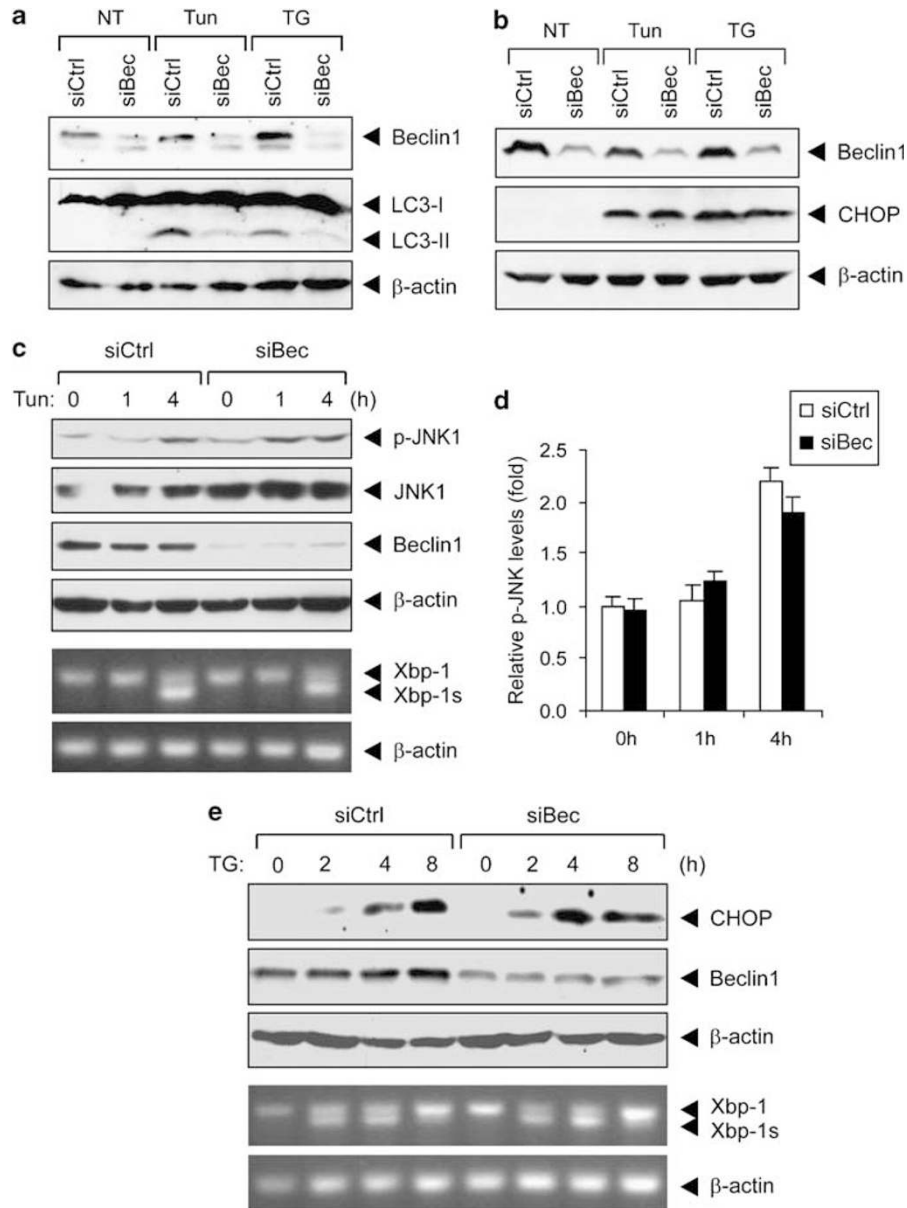 a
NT Tun TG
siCtrl siBec siCtrl siBec siCtrl siBec
Beclin1
LC3-I
LC3-II
β-actin
b
NT Tun TG
siCtrl siBec siCtrl siBec siCtrl siBec
Beclin1
CHOP
β-actin
c
siCtrl siBec
Tun: 0 1 4 0 1 4 (h)
p-JNK1
JNK1
Beclin1
β-actin
Xbp-1
Xbp-1s
β-actin
d
siCtrl
siBec
Relative p-JNK levels (fold)
2.5
2.0
1.5
1.0
0.5
0.0
0h 1h 4h
e
siCtrl siBec
TG: 0 2 4 8 0 2 4 8 (h)
CHOP
Beclin1
β-actin
Xbp-1
Xbp-1s
β-actin